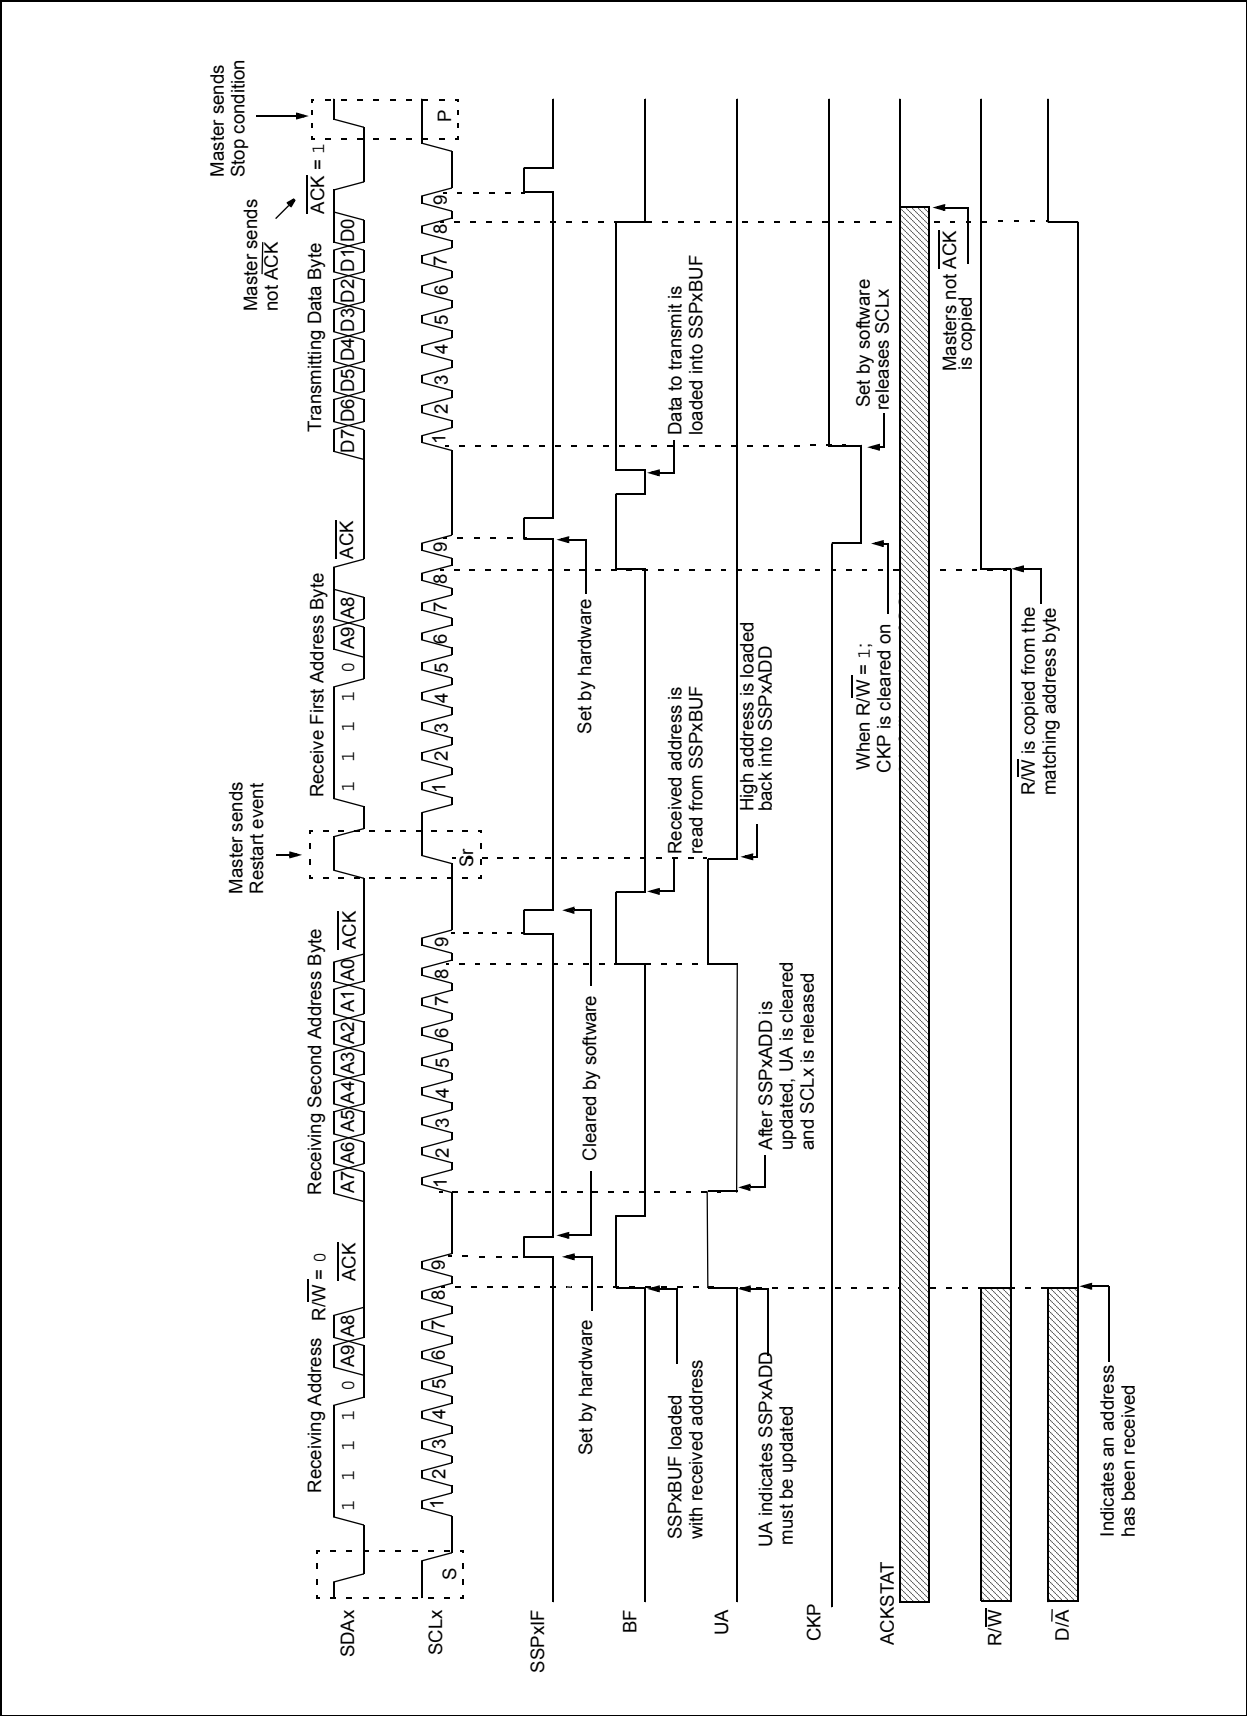 Master sends
Stop condition
Master sends
not A̅C̅K̅
A̅C̅K̅ = 1
Master sends
Restart event
Receiving Address
R/W̅ = 0
A̅C̅K̅
Receiving Second Address Byte
A̅C̅K̅
Receive First Address Byte
A̅C̅K̅
Transmitting Data Byte
SDAx
1 1 1 1 0 A9 A8
A7 A6 A5 A4 A3 A2 A1 A0
1 1 1 1 0 A9 A8
D7 D6 D5 D4 D3 D2 D1 D0
SCLx
S
1 2 3 4 5 6 7 8 9
1 2 3 4 5 6 7 8 9
Sr
1 2 3 4 5 6 7 8 9
1 2 3 4 5 6 7 8 9
P
SSPxIF
Set by hardware
Cleared by software
Set by hardware
BF
SSPxBUF loaded
with received address
Received address is
read from SSPxBUF
Data to transmit is
loaded into SSPxBUF
UA
UA indicates SSPxADD
must be updated
After SSPxADD is
updated, UA is cleared
and SCLx is released
High address is loaded
back into SSPxADD
CKP
When R/W̅ = 1;
CKP is cleared on
Set by software
releases SCLx
ACKSTAT
Masters not A̅C̅K̅
is copied
R/W̅
R/W̅ is copied from the
matching address byte
D/A̅
Indicates an address
has been received